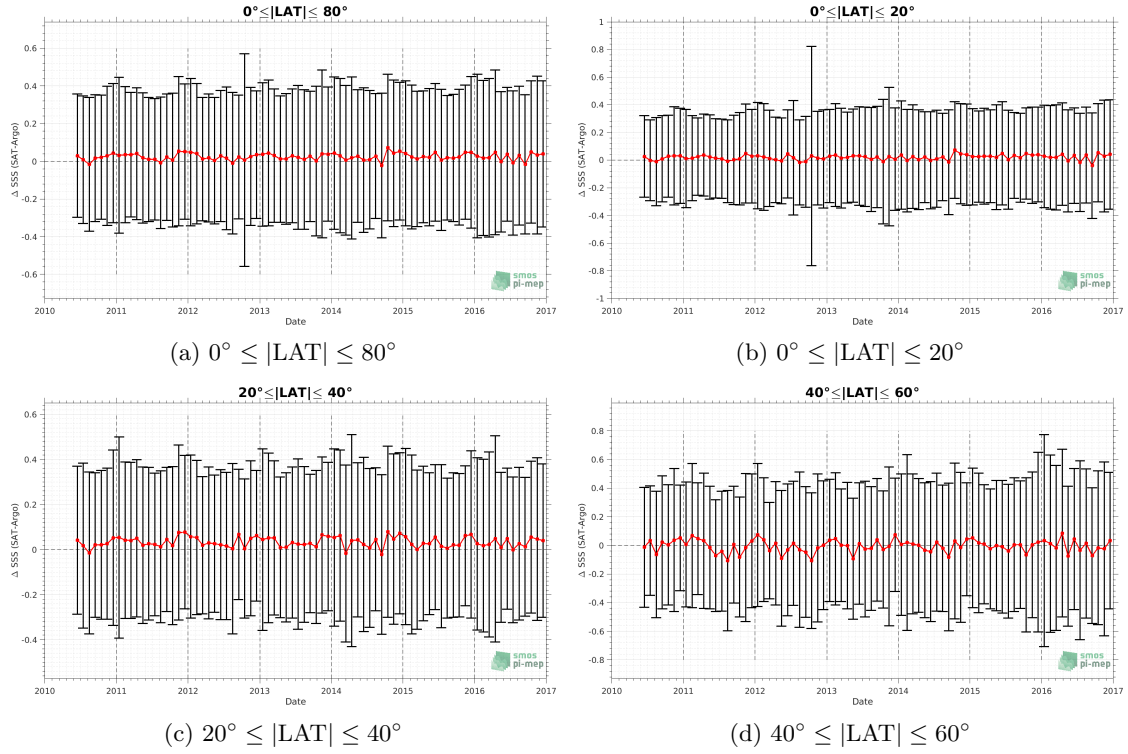 0°≤|LAT|≤ 80°
Δ SSS (SAT-Argo)
0.6
0.4
0.2
0
-0.2
-0.4
-0.6
2010 2011 2012 2013 2014 2015 2016 2017
Date
smos
pi-mep
(a) 0° ≤ |LAT| ≤ 80°
0°≤|LAT|≤ 20°
Δ SSS (SAT-Argo)
1
0.8
0.6
0.4
0.2
0
-0.2
-0.4
-0.6
-0.8
-1
2010 2011 2012 2013 2014 2015 2016 2017
Date
smos
pi-mep
(b) 0° ≤ |LAT| ≤ 20°
20°≤|LAT|≤ 40°
Δ SSS (SAT-Argo)
0.6
0.4
0.2
0
-0.2
-0.4
2010 2011 2012 2013 2014 2015 2016 2017
Date
smos
pi-mep
(c) 20° ≤ |LAT| ≤ 40°
40°≤|LAT|≤ 60°
Δ SSS (SAT-Argo)
0.8
0.6
0.4
0.2
0
-0.2
-0.4
-0.6
-0.8
2010 2011 2012 2013 2014 2015 2016 2017
Date
smos
pi-mep
(d) 40° ≤ |LAT| ≤ 60°